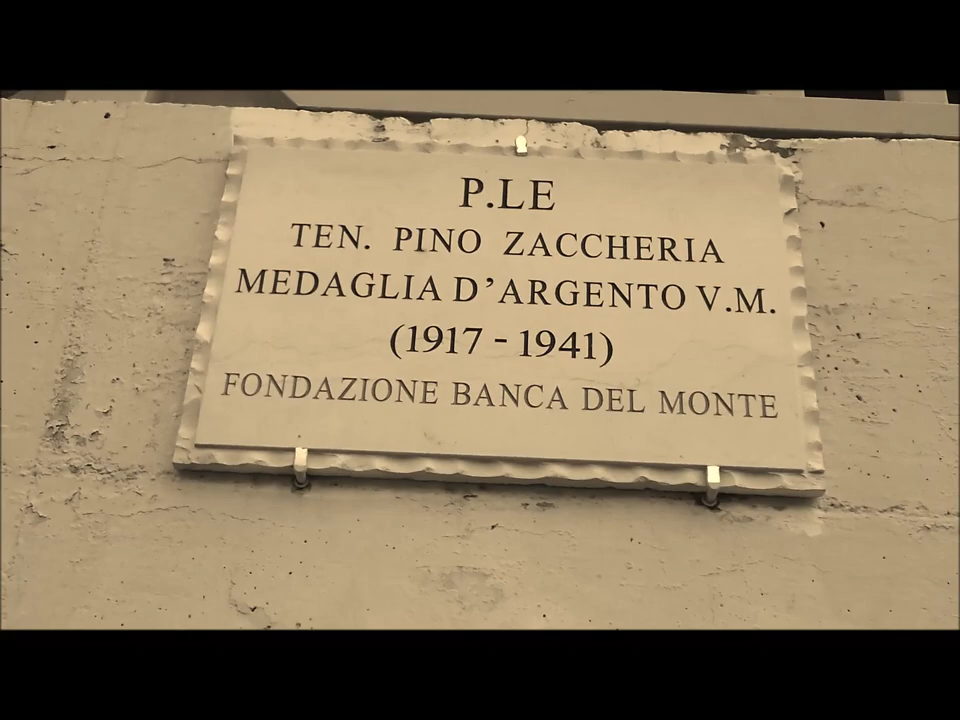 P.LE
TEN. PINO ZACCHERIA
MEDAGLIA D'ARGENTO V.M.
(1917 - 1941)
FONDAZIONE BANCA DEL MONTE